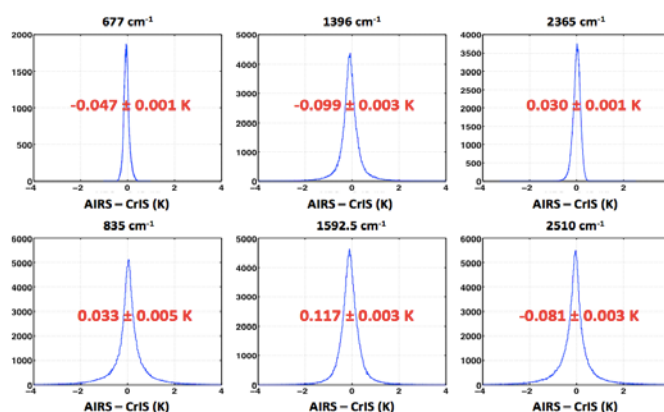 677 cm-1
2000
1500
1000
500
0
-4 -2 0 2 4
AIRS – CrIS (K)
-0.047 ± 0.001 K
1396 cm-1
5000
4000
3000
2000
1000
0
-4 -2 0 2 4
AIRS – CrIS (K)
-0.099 ± 0.003 K
2365 cm-1
4000
3500
3000
2500
2000
1500
1000
500
0
-4 -2 0 2
AIRS – CrIS (K)
0.030 ± 0.001 K
835 cm-1
6000
5000
4000
3000
2000
1000
0
-4 -2 0 2 4
AIRS – CrIS (K)
0.033 ± 0.005 K
1592.5 cm-1
5000
4000
3000
2000
1000
0
-4 -2 0 2 4
AIRS – CrIS (K)
0.117 ± 0.003 K
2510 cm-1
6000
5000
4000
3000
2000
1000
0
-4 -2 0 2 4
AIRS – CrIS (K)
-0.081 ± 0.003 K